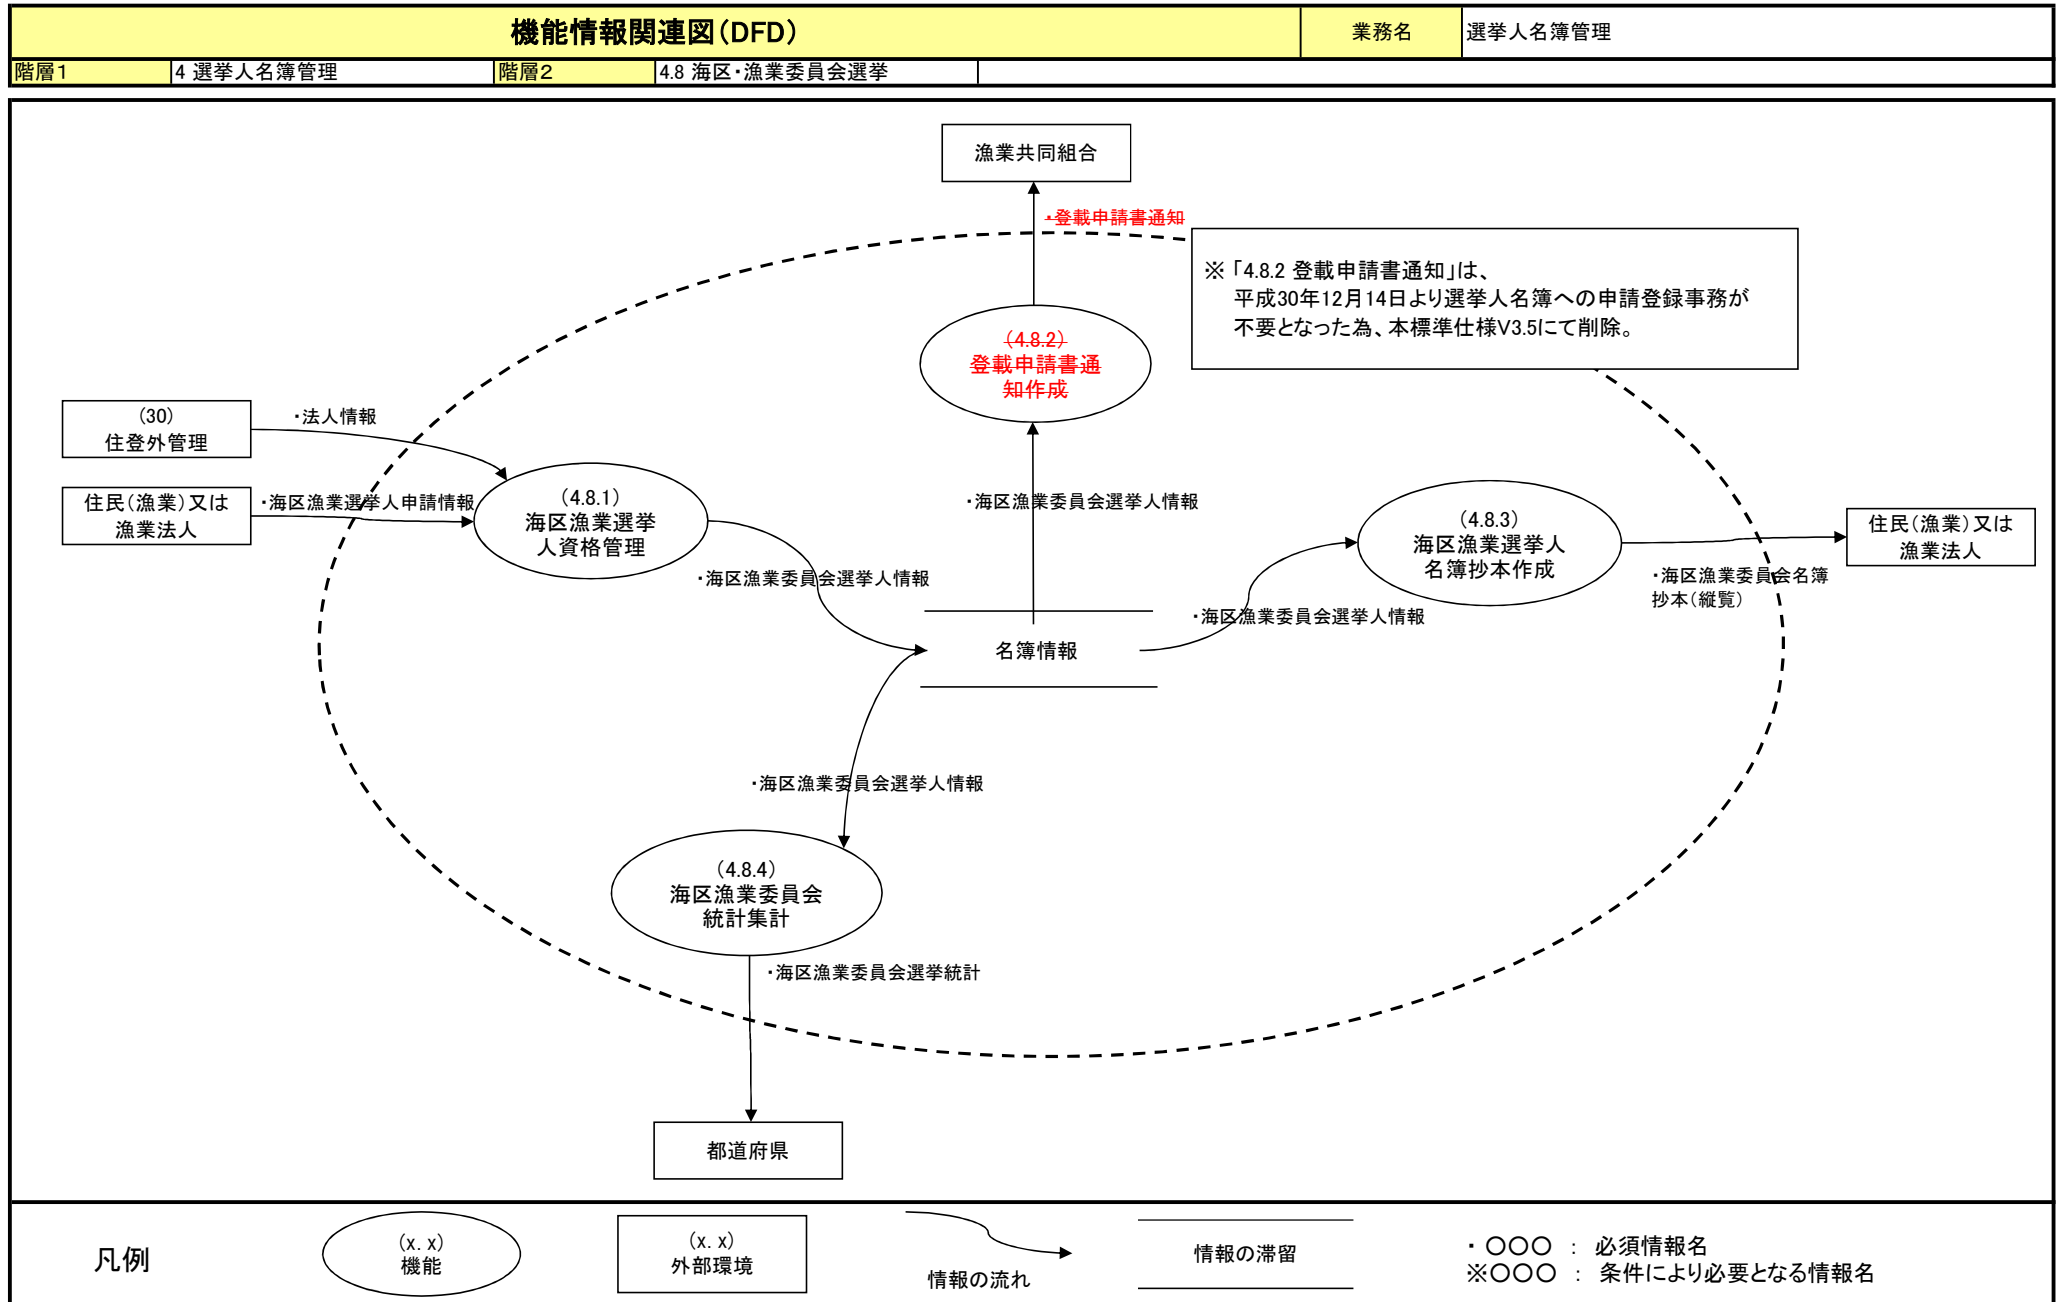 機能情報関連図(DFD)
業務名
選挙人名簿管理
階層1
4 選挙人名簿管理
階層2
4.8 海区・漁業委員会選挙
漁業共同組合
・登載申請書通知
※「4.8.2 登載申請書通知」は、
平成30年12月14日より選挙人名簿への申請登録事務が
不要となった為、本標準仕様V3.5にて削除。
(4.8.2)
登載申請書通
知作成
(30)
住登外管理
・法人情報
住民(漁業)又は
漁業法人
・海区漁業選挙人申請情報
(4.8.1)
海区漁業選挙
人資格管理
・海区漁業委員会選挙人情報
・海区漁業委員会選挙人情報
(4.8.3)
海区漁業選挙人
名簿抄本作成
住民(漁業)又は
漁業法人
・海区漁業委員会名簿
抄本(縦覧)
・海区漁業委員会選挙人情報
名簿情報
・海区漁業委員会選挙人情報
(4.8.4)
海区漁業委員会
統計集計
・海区漁業委員会選挙統計
都道府県
凡例
(x.x)
機能
(x.x)
外部環境
情報の流れ
情報の滞留
・ 〇〇〇 : 必須情報名
※〇〇〇 : 条件により必要となる情報名